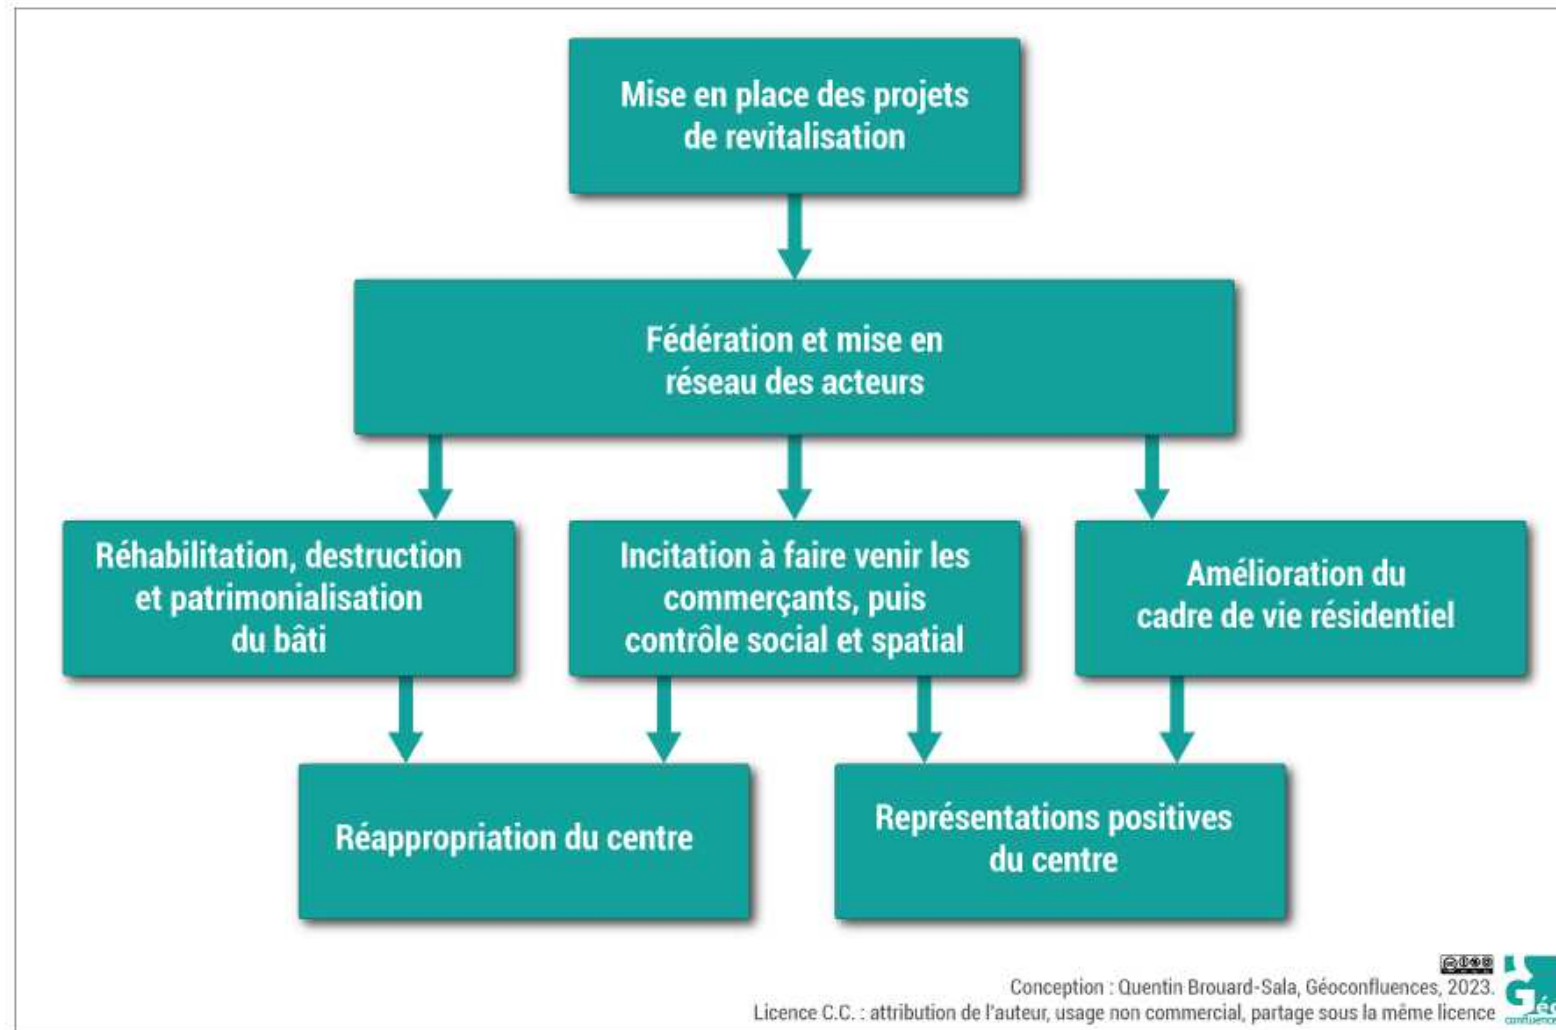 Mise en place des projets
de revitalisation
Fédération et mise en
réseau des acteurs
Réhabilitation, destruction
et patrimonialisation
du bâti
Incitation à faire venir les
commerçants, puis
contrôle social et spatial
Amélioration du
cadre de vie résidentiel
Réappropriation du centre
Représentations positives
du centre
Conception : Quentin Brouard-Sala, Géoconfluences, 2023.
Licence C.C. : attribution de l'auteur, usage non commercial, partage sous la même licence
Géo
confluences